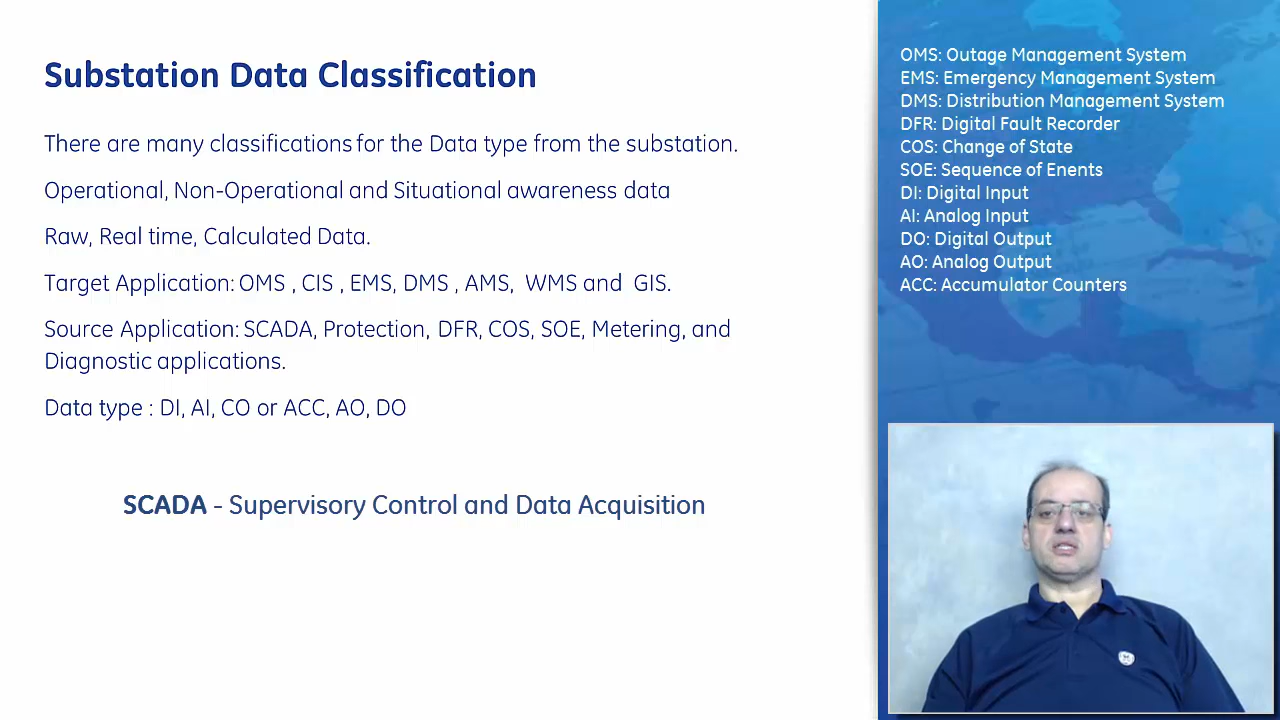 Substation Data Classification
There are many classifications for the Data type from the substation.
Operational, Non-Operational and Situational awareness data
Raw, Real time, Calculated Data.
Target Application: OMS , CIS , EMS, DMS , AMS, WMS and GIS.
Source Application: SCADA, Protection, DFR, COS, SOE, Metering, and
Diagnostic applications.
Data type : DI, AI, CO or ACC, AO, DO
SCADA - Supervisory Control and Data Acquisition
OMS: Outage Management System
EMS: Emergency Management System
DMS: Distribution Management System
DFR: Digital Fault Recorder
COS: Change of State
SOE: Sequence of Enents
DI: Digital Input
AI: Analog Input
DO: Digital Output
AO: Analog Output
ACC: Accumulator Counters